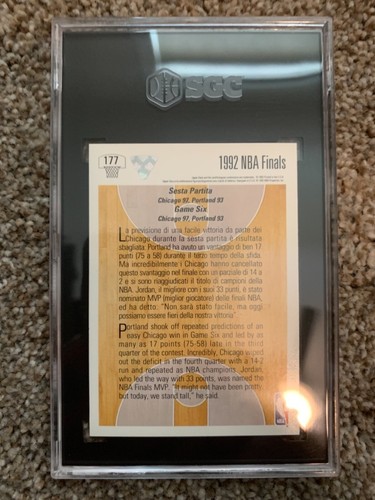 SGC
177
1992 NBA Finals
Sesta Partita
Chicago 97, Portland 93
Game Six
Chicago 97, Portland 93
La previsione di una facile vittoria da parte dei
Chicago durante la sesta partita è risultata
sbagliata: Portland ha avuto un vantaggio di ben 17
punti (75 a 58) durante il terzo tempo della sfida.
Ma incredibilmente i Chicago hanno cancellato
questo svantaggio nel finale con un parziale di 14 a
2 e si sono riaggiudicati il titolo di campioni della
NBA. Jordan, il migliore con i suoi 33 punti, è stato
nominato MVP (miglior giocatore) delle finali NBA,
ed ha detto: "Non sarà stato facile, ma oggi
possiamo essere fieri della nostra vittoria".
Portland shook off repeated predictions of an
easy Chicago win in Game Six and led by as
many as 17 points (75-58) late in the third
quarter of the contest. Incredibly, Chicago wiped
out the deficit in the fourth quarter with a 14-2
run and repeated as NBA champions. Jordan,
who led the way with 33 points, was named the
NBA Finals MVP. "It might not have been pretty,
but today, we stand tall," he said.